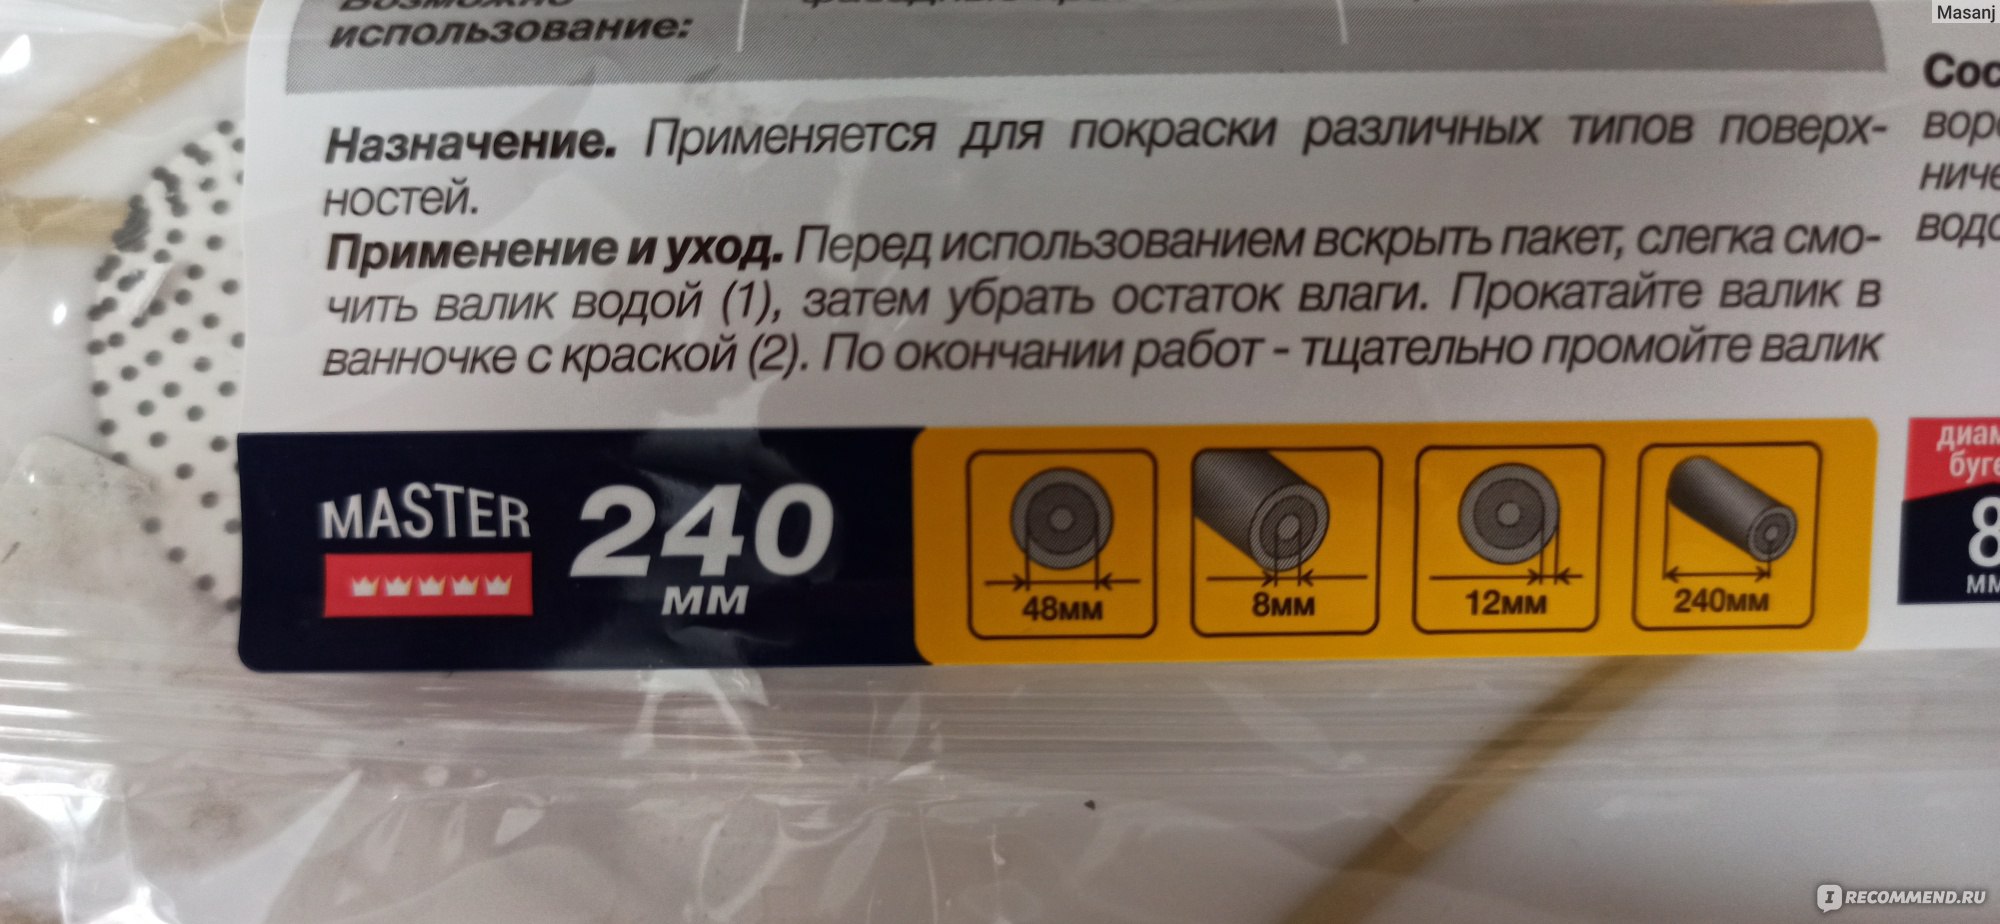 Masanj
использование:
Назначение. Применяется для покраски различных типов поверх-
ностей.
Применение и уход. Перед использованием вскрыть пакет, слегка смо-
чить валик водой (1), затем убрать остаток влаги. Прокатайте валик в
ванночке с краской (2). По окончании работ - тщательно промойте валик
MASTER
240
мм
48мм
8мм
12мм
240мм
8
I RECOMMEND.RU